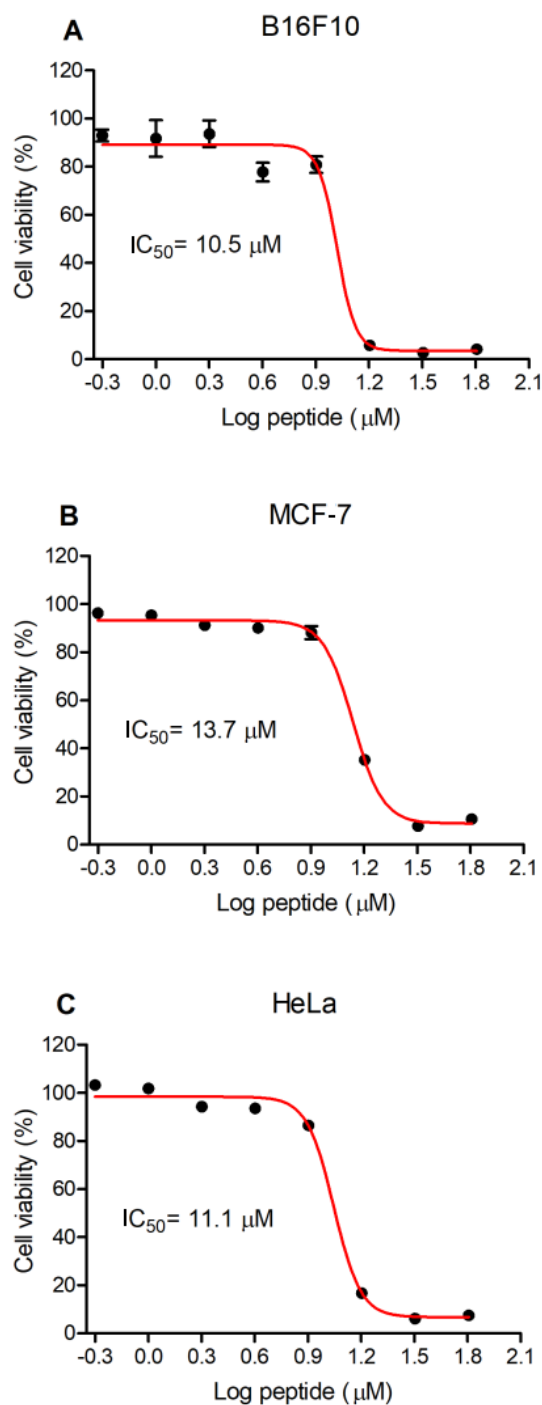 A
B16F10
120
100
80
60
40
20
0
Cell viability (%)
IC50= 10.5 μM
-0.3 0.0 0.3 0.6 0.9 1.2 1.5 1.8 2.1
Log peptide ( μM)
B
MCF-7
120
100
80
60
40
20
0
Cell viability (%)
IC50= 13.7 μM
-0.3 0.0 0.3 0.6 0.9 1.2 1.5 1.8 2.1
Log peptide ( μM)
C
HeLa
120
100
80
60
40
20
0
Cell viability (%)
IC50= 11.1 μM
-0.3 0.0 0.3 0.6 0.9 1.2 1.5 1.8 2.1
Log peptide ( μM)